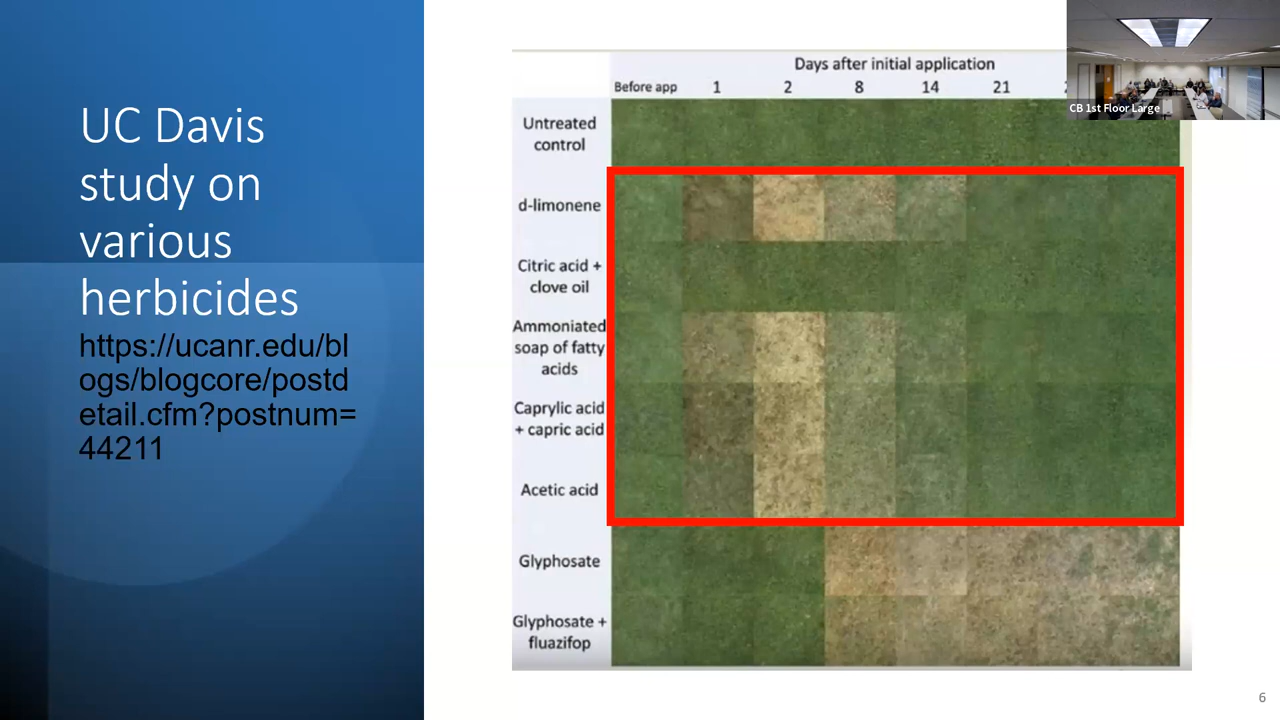 UC Davis
study on
various
herbicides
https://ucanr.edu/bl
ogs/blogcore/postd
etail.cfm?postnum=
44211
Days after initial application
Before app 1 2 8 14 21
Untreated
control
d-limonene
Citric acid +
clove oil
Ammoniated
soap of fatty
acids
Caprylic acid
+ capric acid
Acetic acid
Glyphosate
Glyphosate +
fluazifop
CB 1st Floor Large
6